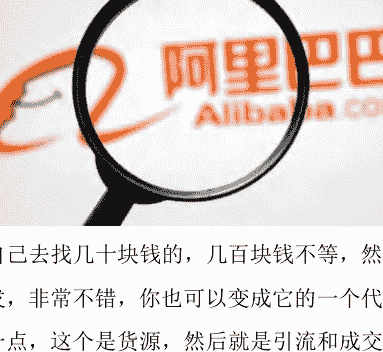 阿里巴巴
Alibaba.co
自己去找几十块钱的，几百块钱不等，然
，非常不错，你也可以变成它的一个代
一点，这个是货源，然后就是引流和成交